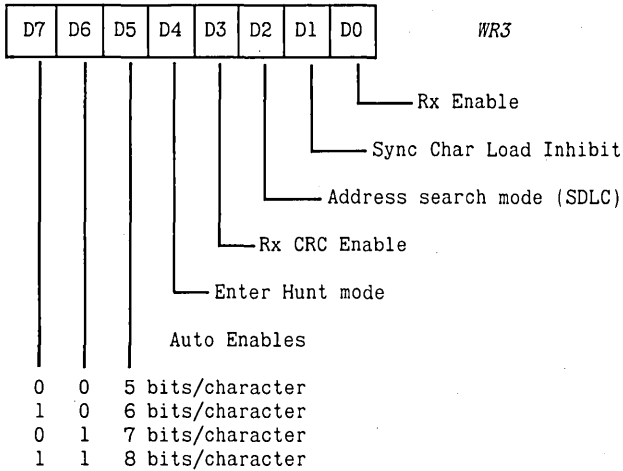 D7 D6 D5 D4 D3 D2 D1 D0 WR3
Rx Enable
Sync Char Load Inhibit
Address search mode (SDLC)
Rx CRC Enable
Enter Hunt mode
Auto Enables
0 0 5 bits/character
1 0 6 bits/character
0 1 7 bits/character
1 1 8 bits/character